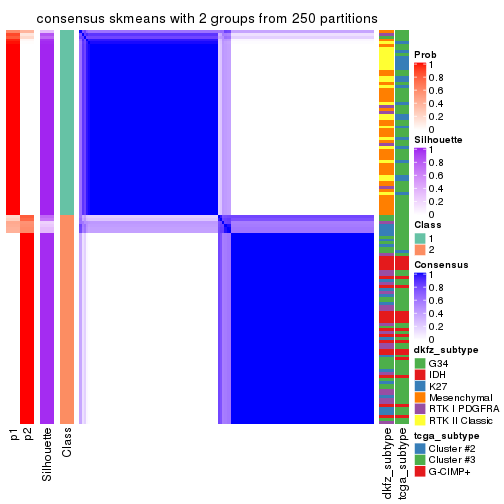 consensus skmeans with 2 groups from 250 partitions
p1
p2
Silhouette
Class
dkfz_subtype
tcga_subtype
Prob
1
0.8
0.6
0.4
0.2
0
Silhouette
1
0.8
0.6
0.4
0.2
0
Class
1
2
Consensus
1
0.8
0.6
0.4
0.2
0
dkfz_subtype
G34
IDH
K27
Mesenchymal
RTK I PDGFRA
RTK II Classic
tcga_subtype
Cluster #2
Cluster #3
G-CIMP+